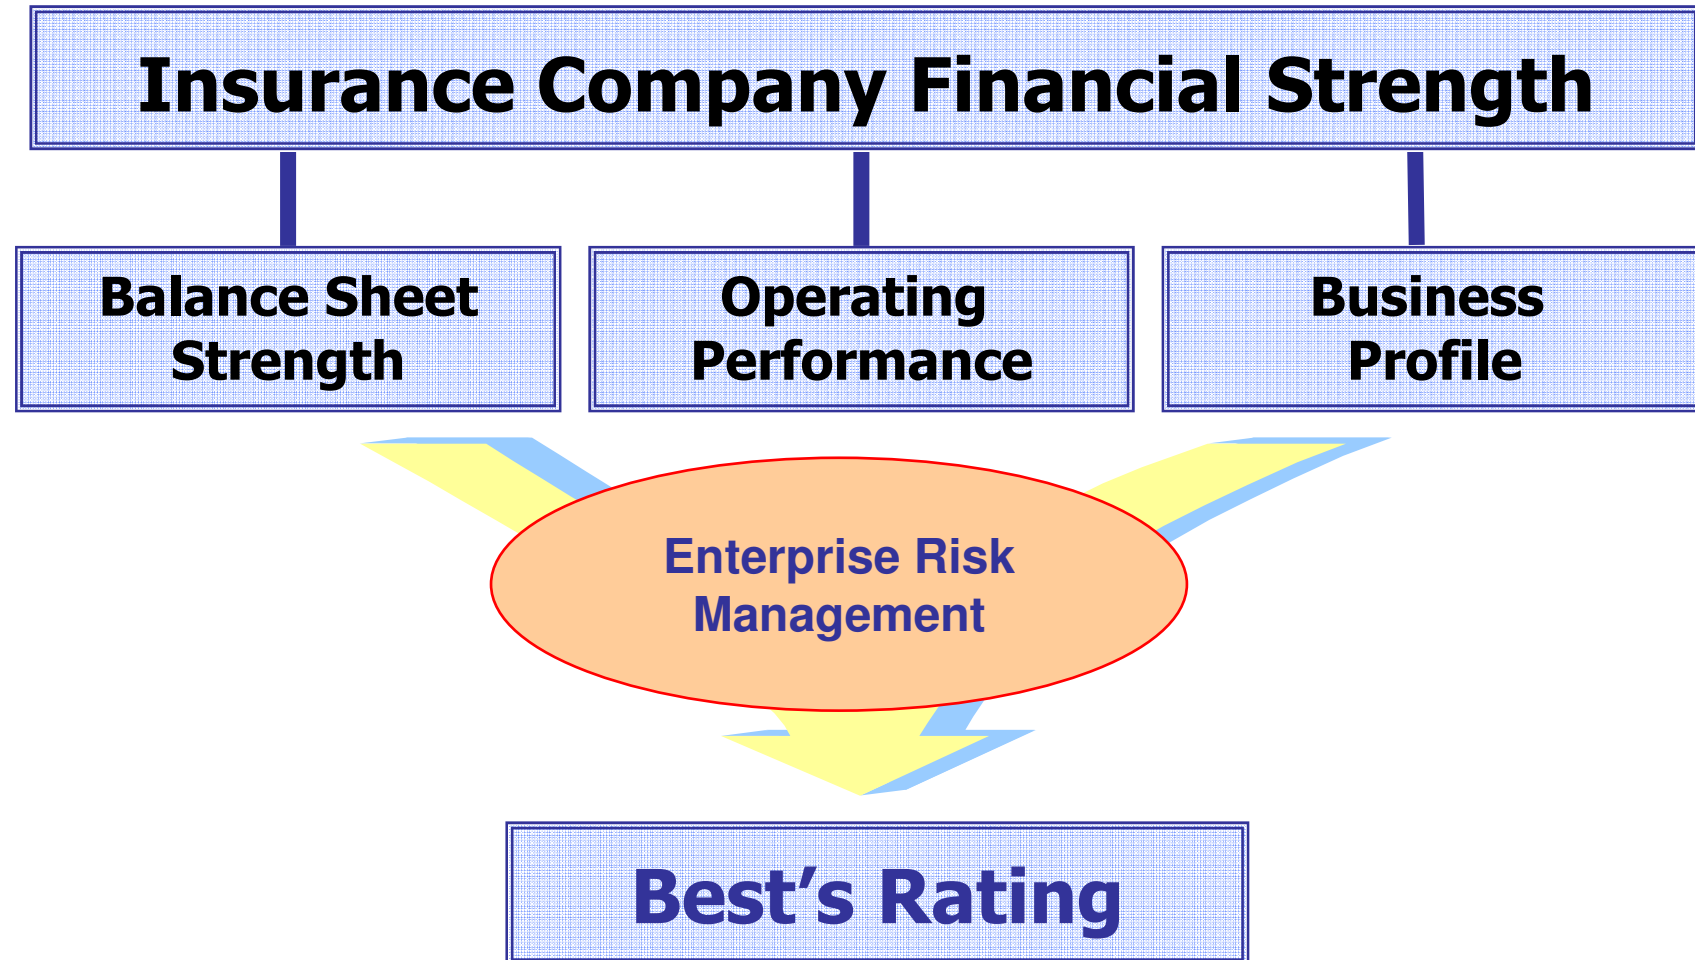 Insurance Company Financial Strength
Balance Sheet
Strength
Operating
Performance
Business
Profile
Enterprise Risk
Management
Best’s Rating